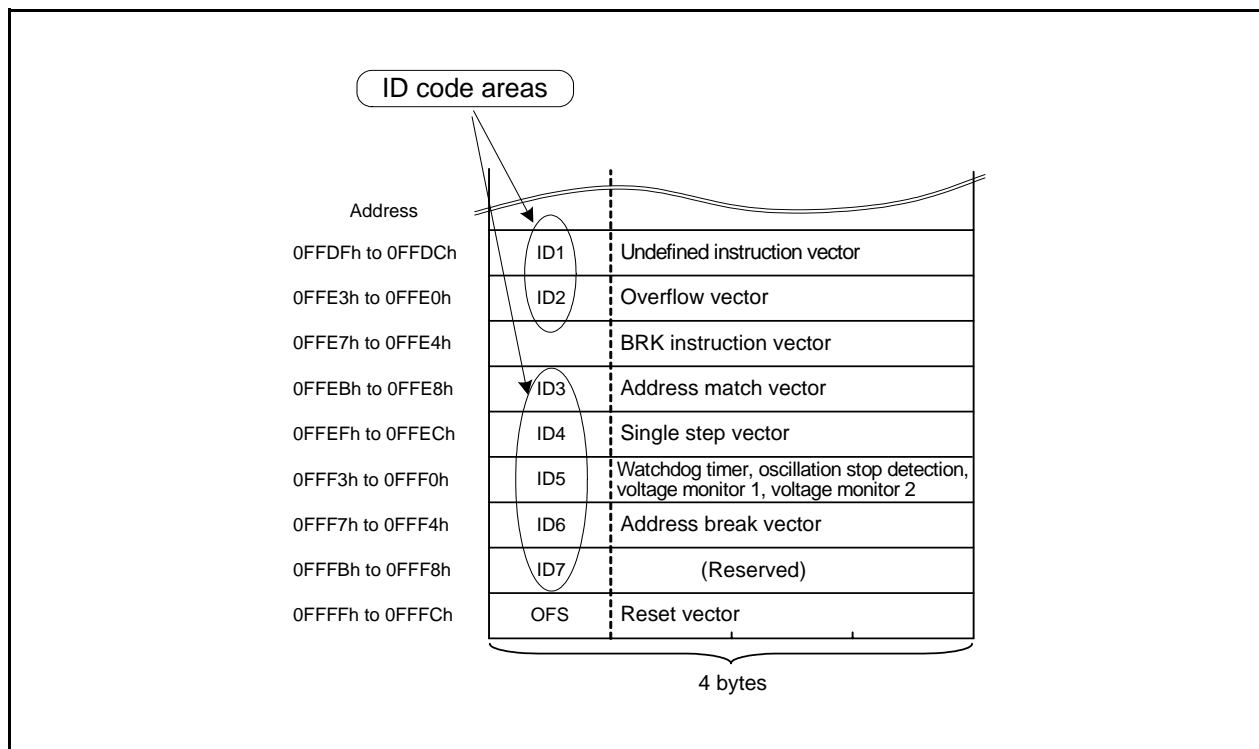 ID code areas
Address
0FFDFh to 0FFDCh ID1 Undefined instruction vector
0FFE3h to 0FFE0h ID2 Overflow vector
0FFE7h to 0FFE4h BRK instruction vector
0FFEBh to 0FFE8h ID3 Address match vector
0FFEFh to 0FFECh ID4 Single step vector
0FFF3h to 0FFF0h ID5 Watchdog timer, oscillation stop detection,
voltage monitor 1, voltage monitor 2
0FFF7h to 0FFF4h ID6 Address break vector
0FFFBh to 0FFF8h ID7 (Reserved)
0FFFFh to 0FFFCh OFS Reset vector
4 bytes